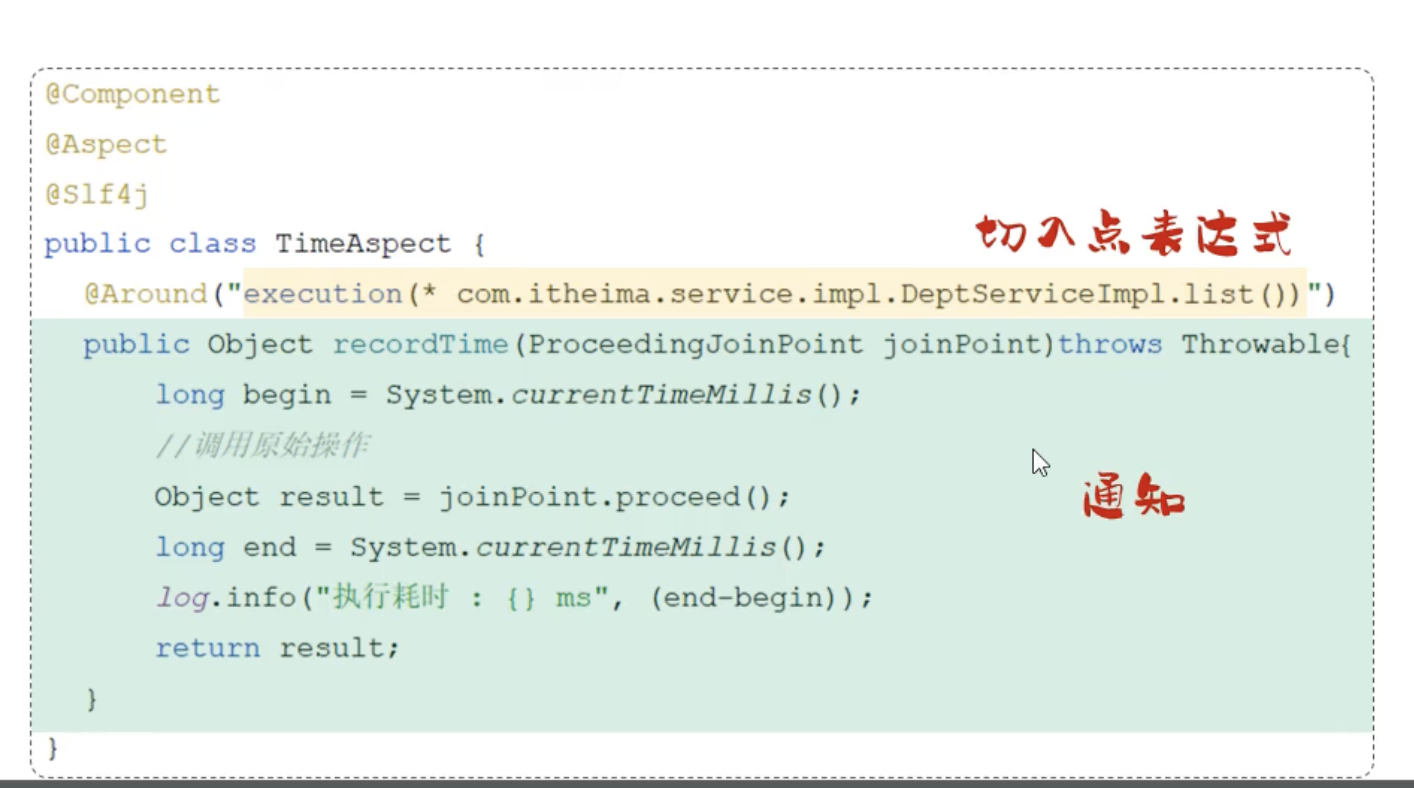 @Component
@Aspect
@Slf4j
public class TimeAspect {
切入点表达式
@Around("execution(* com.itheima.service.impl.DeptServiceImpl.list())")
public Object recordTime(ProceedingJoinPoint joinPoint)throws Throwable{
long begin = System.currentTimeMillis();
//调用原始操作
Object result = joinPoint.proceed();
通知
long end = System.currentTimeMillis();
log.info("执行耗时 : {} ms", (end-begin));
return result;
}
}